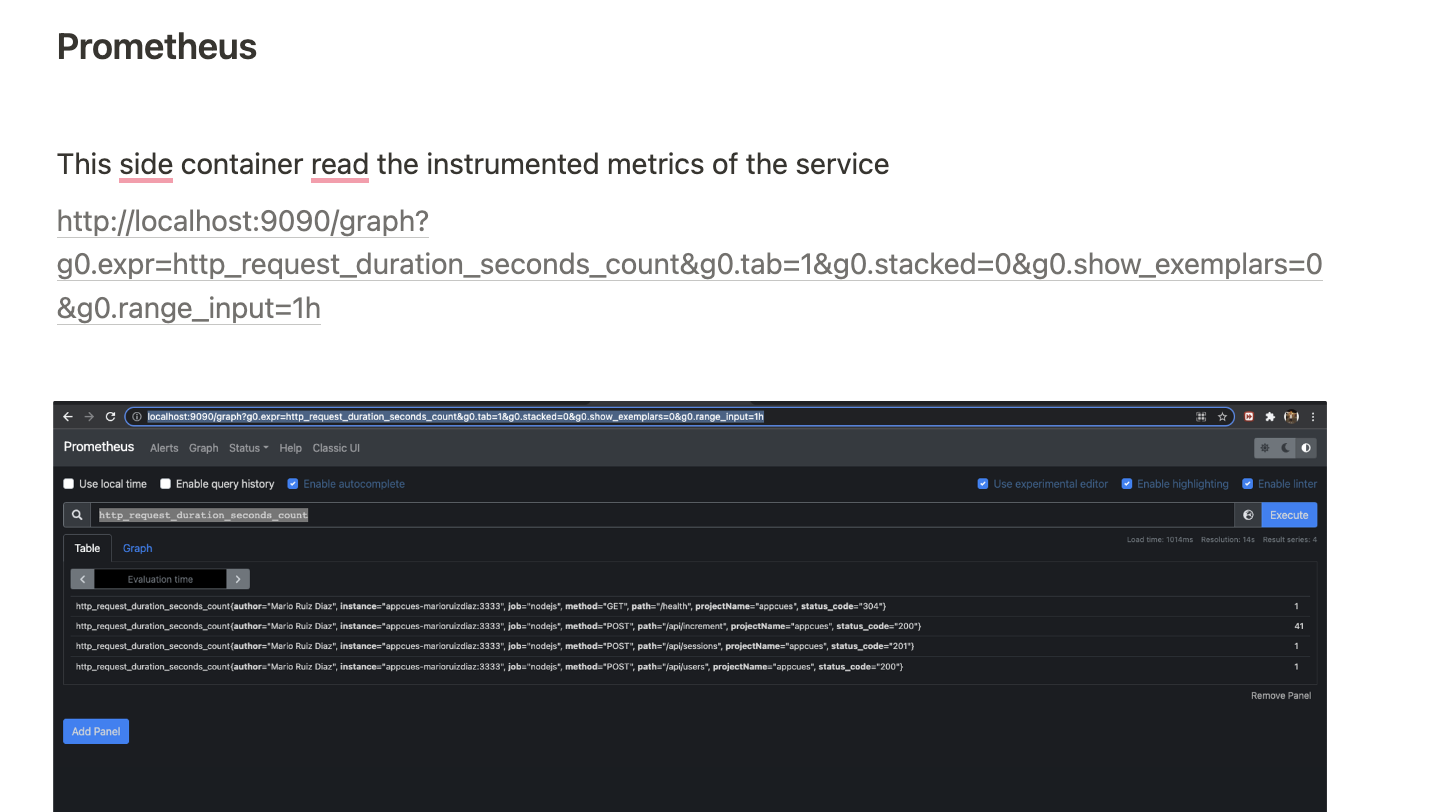 Prometheus
This side container read the instrumented metrics of the service
http://localhost:9090/graph?
g0.expr=http_request_duration_seconds_count&g0.tab=1&g0.stacked=0&g0.show_exemplars=0
&g0.range_input=1h
localhost:9090/graph?g0.expr=http_request_duration_seconds_count&g0.tab=1&g0.stacked=0&g0.show_exemplars=0&g0.range_input=1h
Prometheus Alerts Graph Status Help Classic UI
Use local time Enable query history Enable autocomplete Use experimental editor Enable highlighting Enable linter
http_request_duration_seconds_count Execute
Table Graph Load time: 1014ms Resolution: 14s Result series: 4
Evaluation time
http_request_duration_seconds_count{author="Mario Ruiz Diaz", instance="appcues-marioruizdiaz:3333", job="nodejs", method="GET", path="/health", projectName="appcues", status_code="304"} 1
http_request_duration_seconds_count{author="Mario Ruiz Diaz", instance="appcues-marioruizdiaz:3333", job="nodejs", method="POST", path="/api/increment", projectName="appcues", status_code="200"} 41
http_request_duration_seconds_count{author="Mario Ruiz Diaz", instance="appcues-marioruizdiaz:3333", job="nodejs", method="POST", path="/api/sessions", projectName="appcues", status_code="201"} 1
http_request_duration_seconds_count{author="Mario Ruiz Diaz", instance="appcues-marioruizdiaz:3333", job="nodejs", method="POST", path="/api/users", projectName="appcues", status_code="200"} 1
Remove Panel
Add Panel